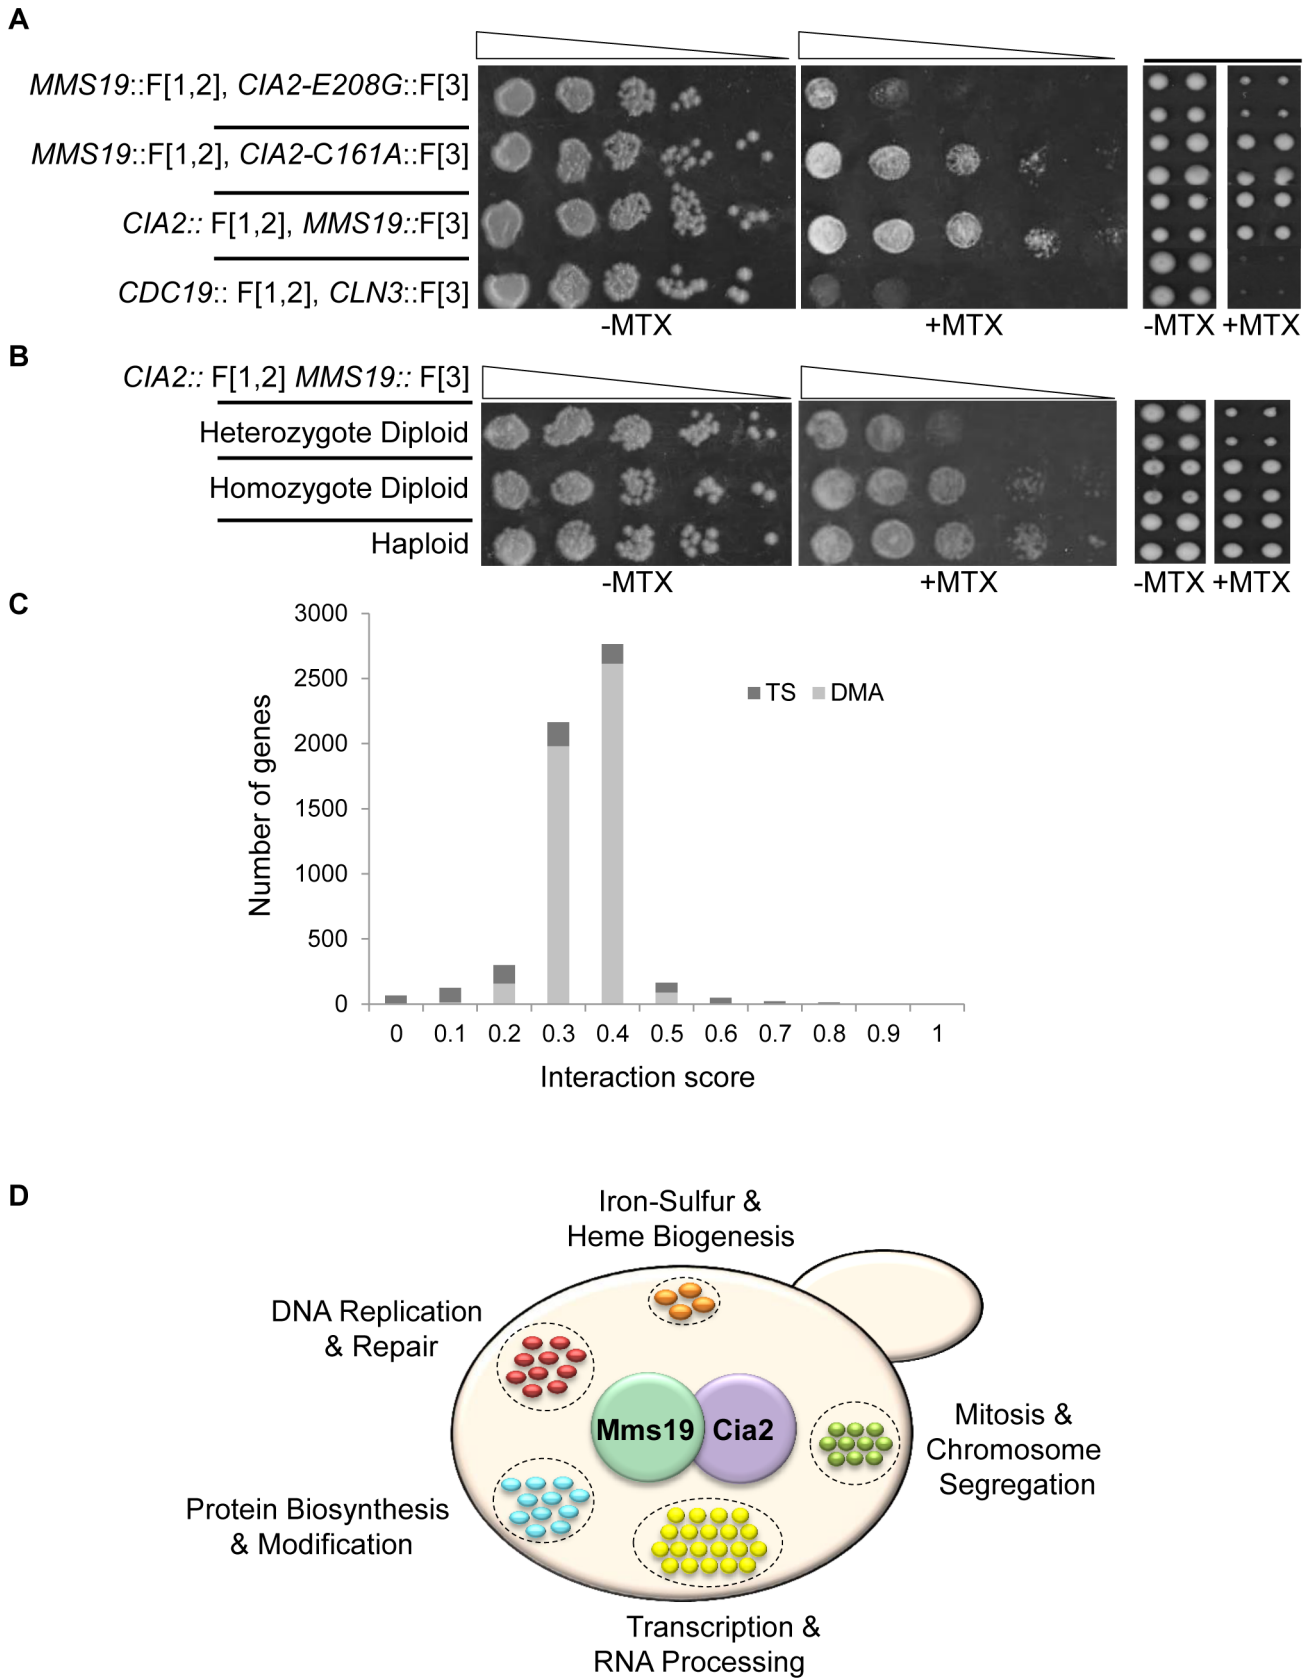 A
MMS19::F[1,2], CIA2-E208G::F[3]
MMS19::F[1,2], CIA2-C161A::F[3]
CIA2:: F[1,2], MMS19::F[3]
CDC19:: F[1,2], CLN3::F[3]
-MTX
+MTX
-MTX +MTX
B
CIA2:: F[1,2] MMS19:: F[3]
Heterozygote Diploid
Homozygote Diploid
Haploid
-MTX
+MTX
-MTX +MTX
C
3000
2500
2000
1500
1000
500
0
Number of genes
TS DMA
0 0.1 0.2 0.3 0.4 0.5 0.6 0.7 0.8 0.9 1
Interaction score
D
Iron-Sulfur &
Heme Biogenesis
DNA Replication
& Repair
Mms19 Cia2
Mitosis &
Chromosome
Segregation
Protein Biosynthesis
& Modification
Transcription &
RNA Processing